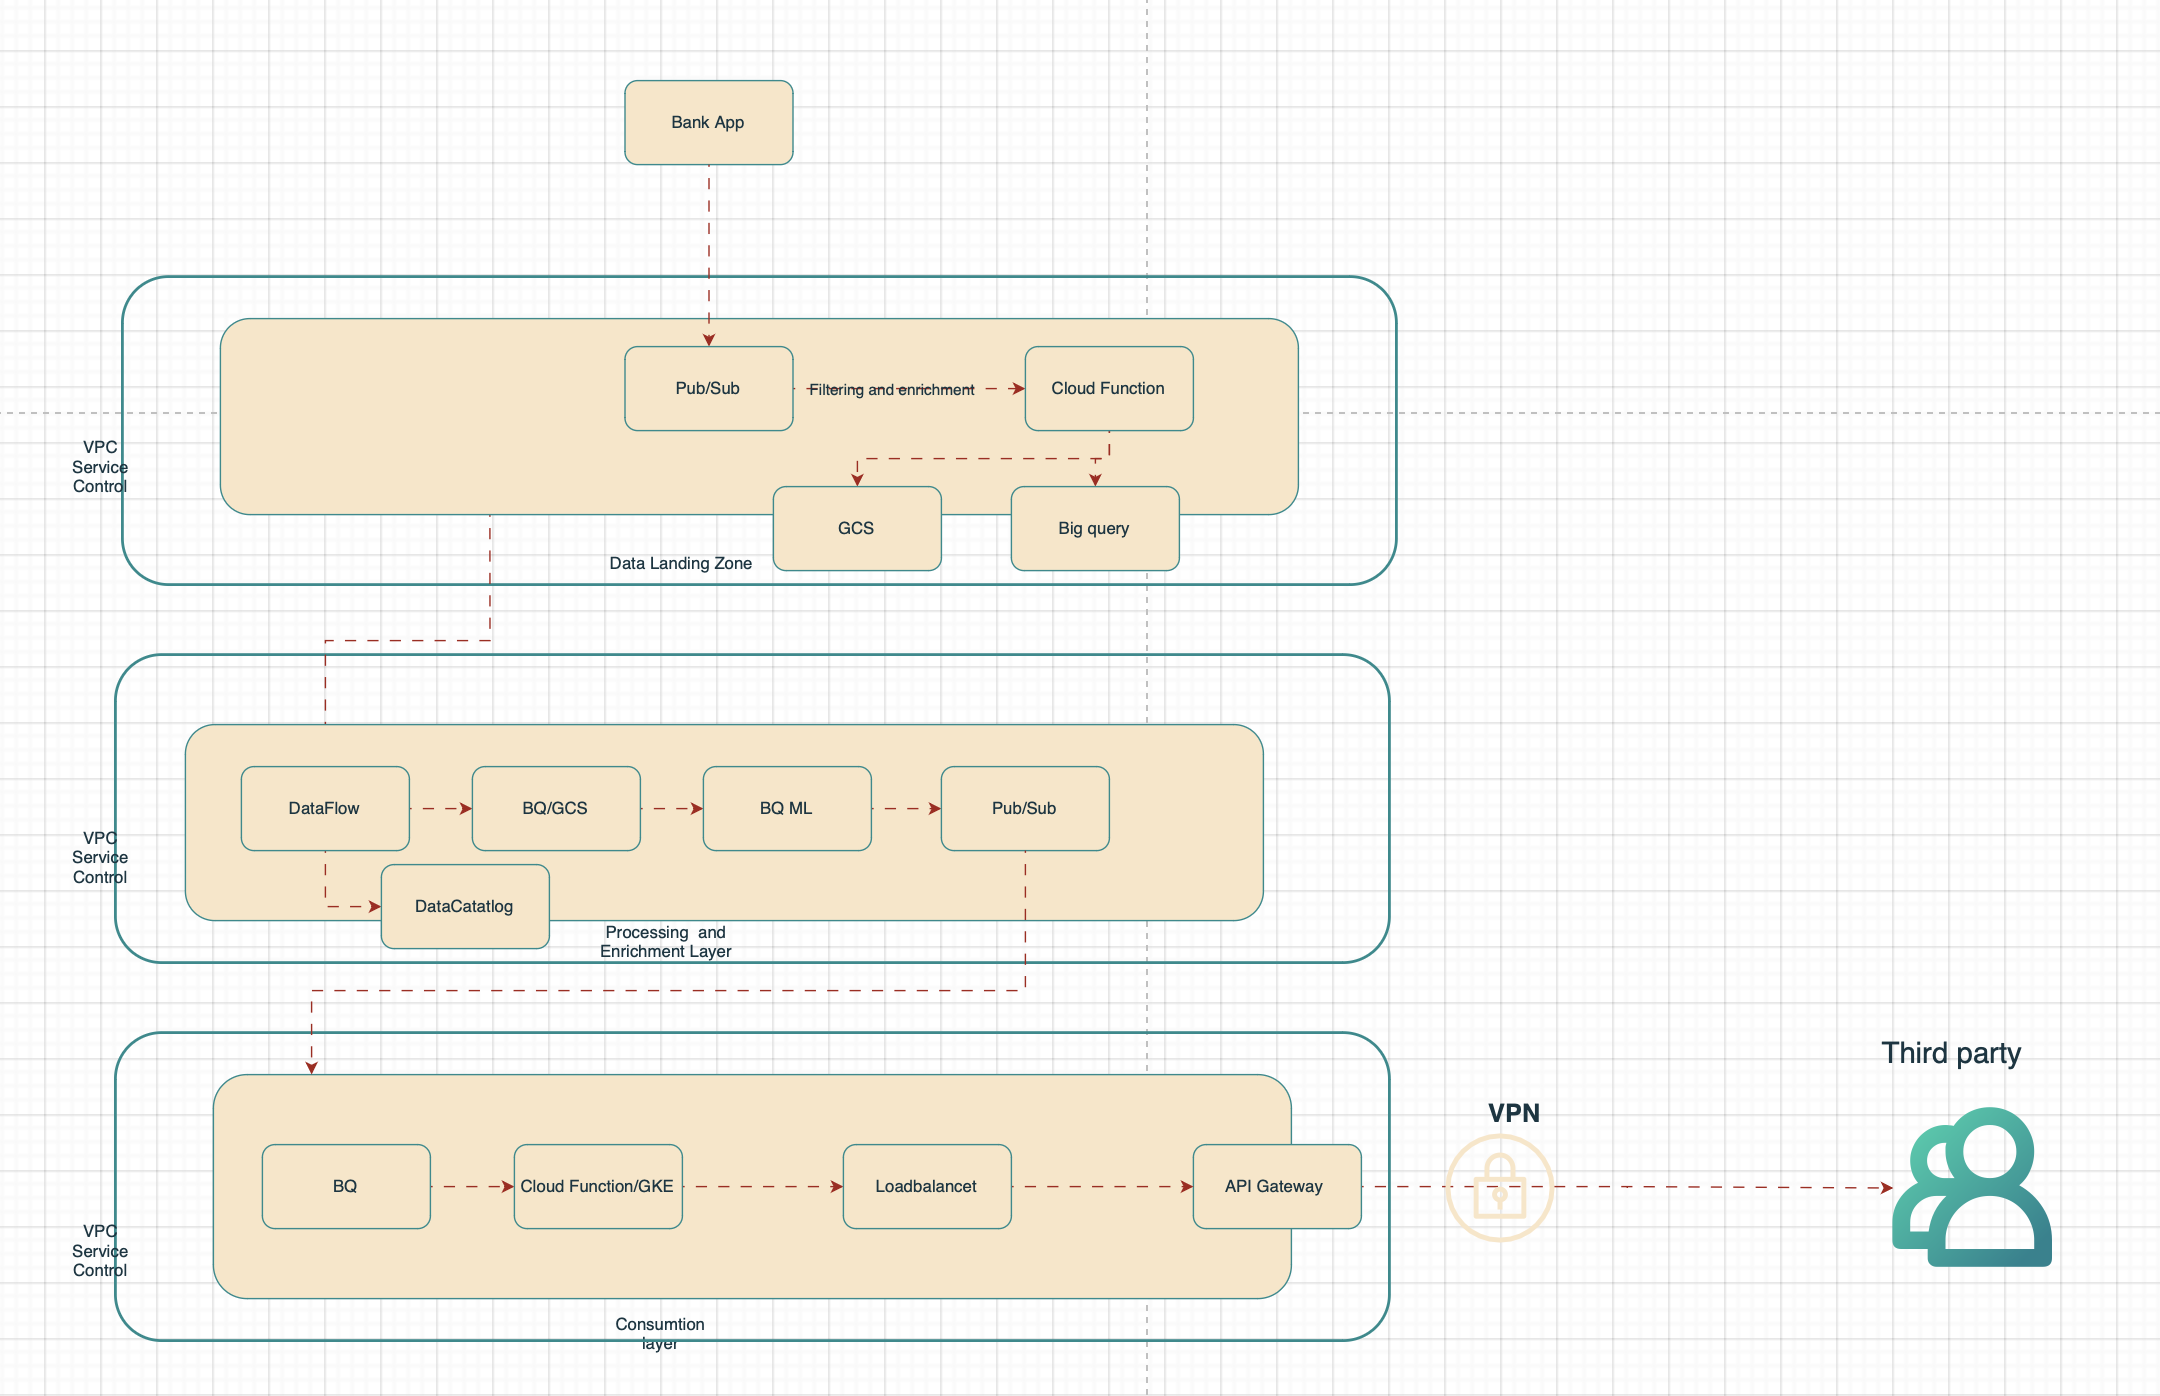 Bank App
Pub/Sub
Filtering and enrichment
Cloud Function
VPC
Service
Control
GCS
Big query
Data Landing Zone
DataFlow
BQ/GCS
BQ ML
Pub/Sub
VPC
Service
Control
DataCatatlog
Processing  and
Enrichment Layer
Third party
VPN
BQ
Cloud Function/GKE
Loadbalancet
API Gateway
VPC
Service
Control
Consumtion
layer